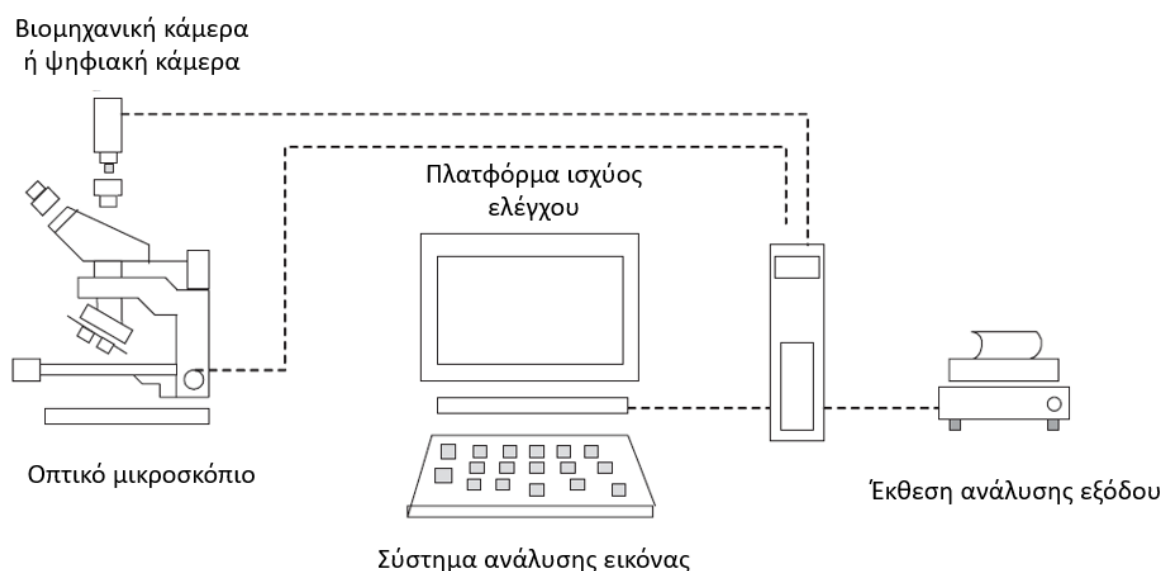 Βιομηχανική κάμερα
ή ψηφιακή κάμερα
Πλατφόρμα ισχύος
ελέγχου
Οπτικό μικροσκόπιο
Έκθεση ανάλυσης εξόδου
Σύστημα ανάλυσης εικόνας